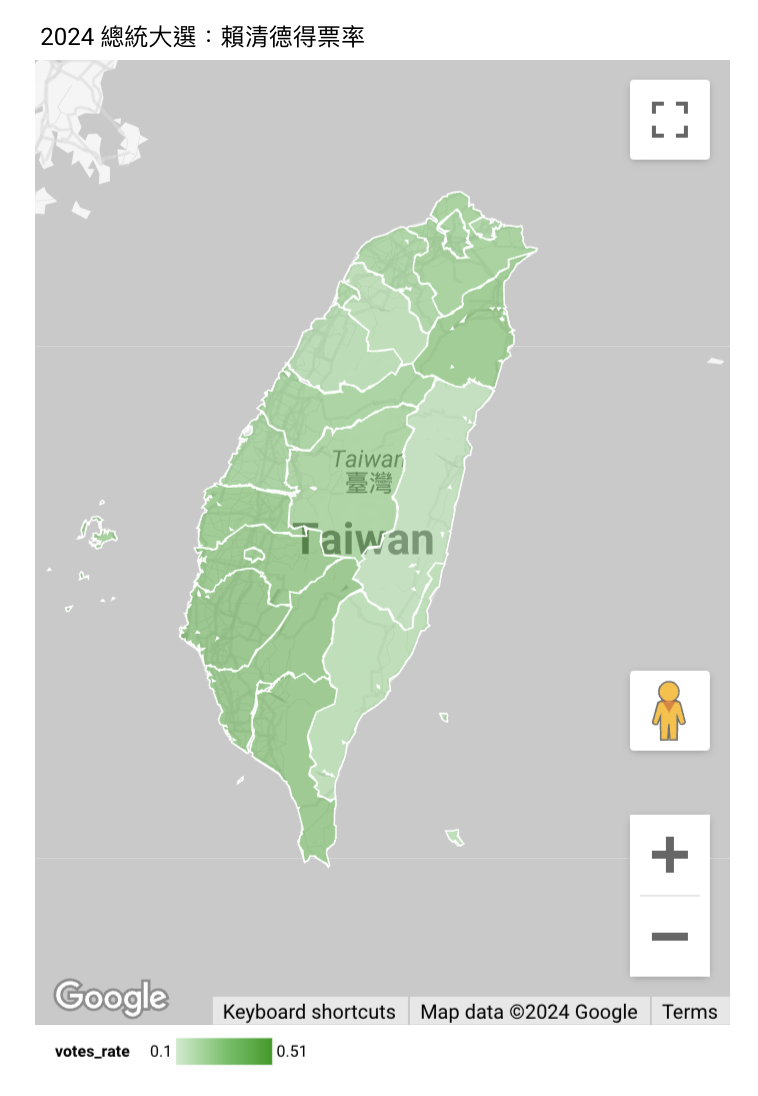 2024 總統大選：賴清德得票率
Taiwan
臺灣
Taiwan
Google
Keyboard shortcuts
Map data ©2024 Google
Terms
votes_rate 0.1 0.51